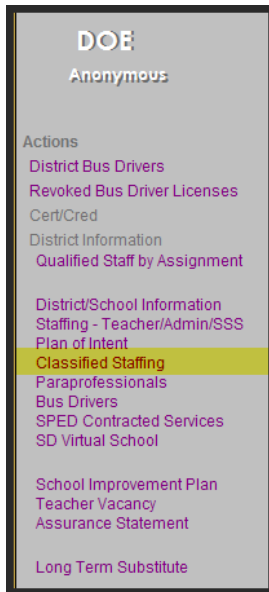 DOE
Anonymous
Actions
District Bus Drivers
Revoked Bus Driver Licenses
Cert/Cred
District Information
Qualified Staff by Assignment
District/School Information
Staffing - Teacher/Admin/SSS
Plan of Intent
Classified Staffing
Paraprofessionals
Bus Drivers
SPED Contracted Services
SD Virtual School
School Improvement Plan
Teacher Vacancy
Assurance Statement
Long Term Substitute